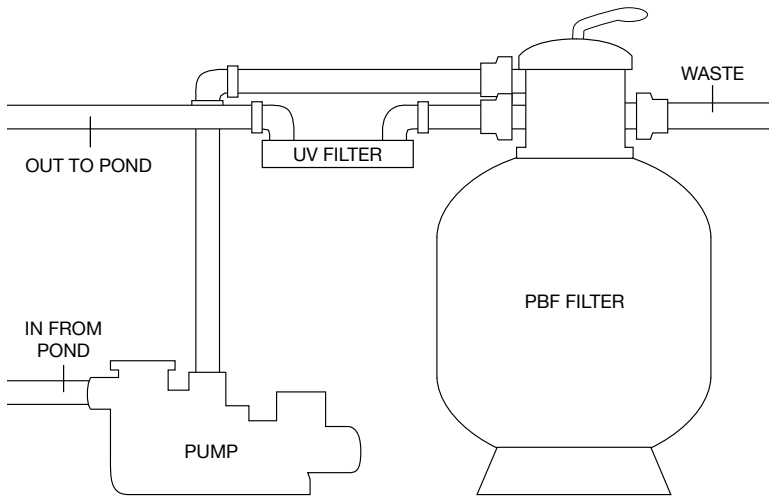 WASTE
OUT TO POND
UV FILTER
PBF FILTER
IN FROM
POND
PUMP